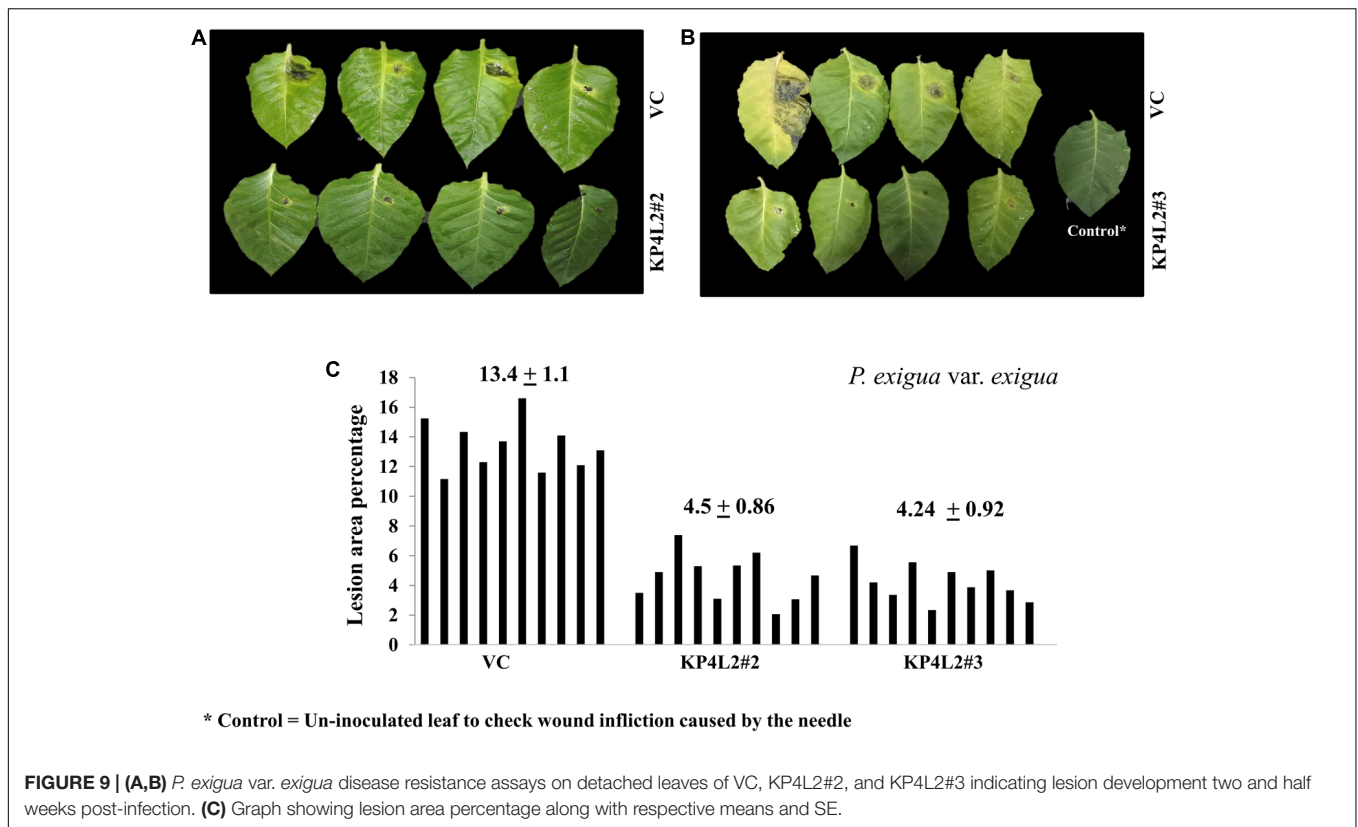 A
VC
KP4L2#2
B
VC
KP4L2#3
Control*
C
13.4 ± 1.1
P. exigua var. exigua
Lesion area percentage
18
16
14
12
10
8
6
4
2
0
4.5 ± 0.86
4.24 ± 0.92
VC
KP4L2#2
KP4L2#3
* Control = Un-inoculated leaf to check wound infliction caused by the needle
FIGURE 9 | (A,B) P. exigua var. exigua disease resistance assays on detached leaves of VC, KP4L2#2, and KP4L2#3 indicating lesion development two and half
weeks post-infection. (C) Graph showing lesion area percentage along with respective means and SE.